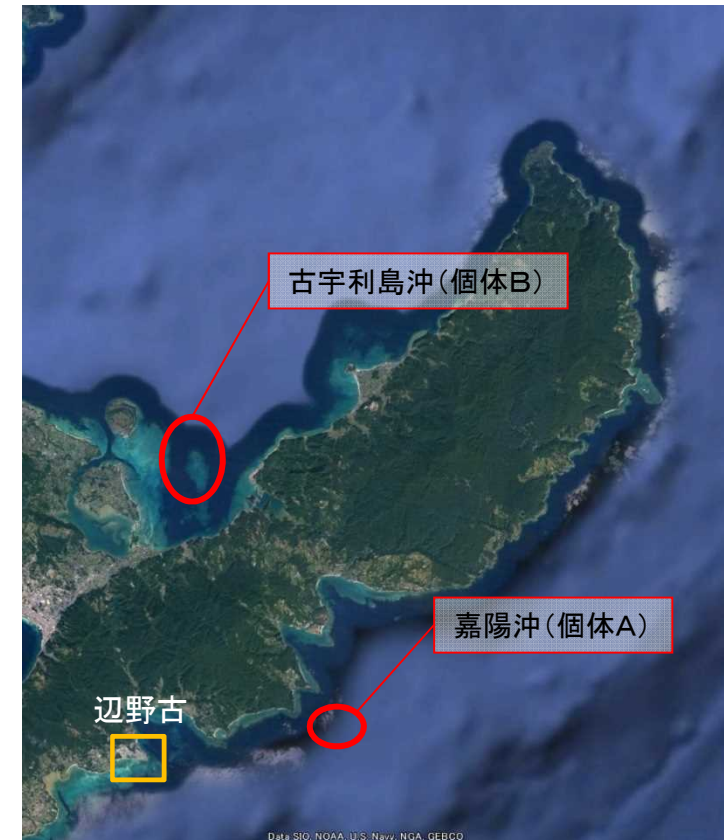 古宇利島沖（個体Ｂ）
嘉陽沖（個体Ａ）
辺野古
Data SIO, NOAA, U.S. Navy, NGA, GEBCO